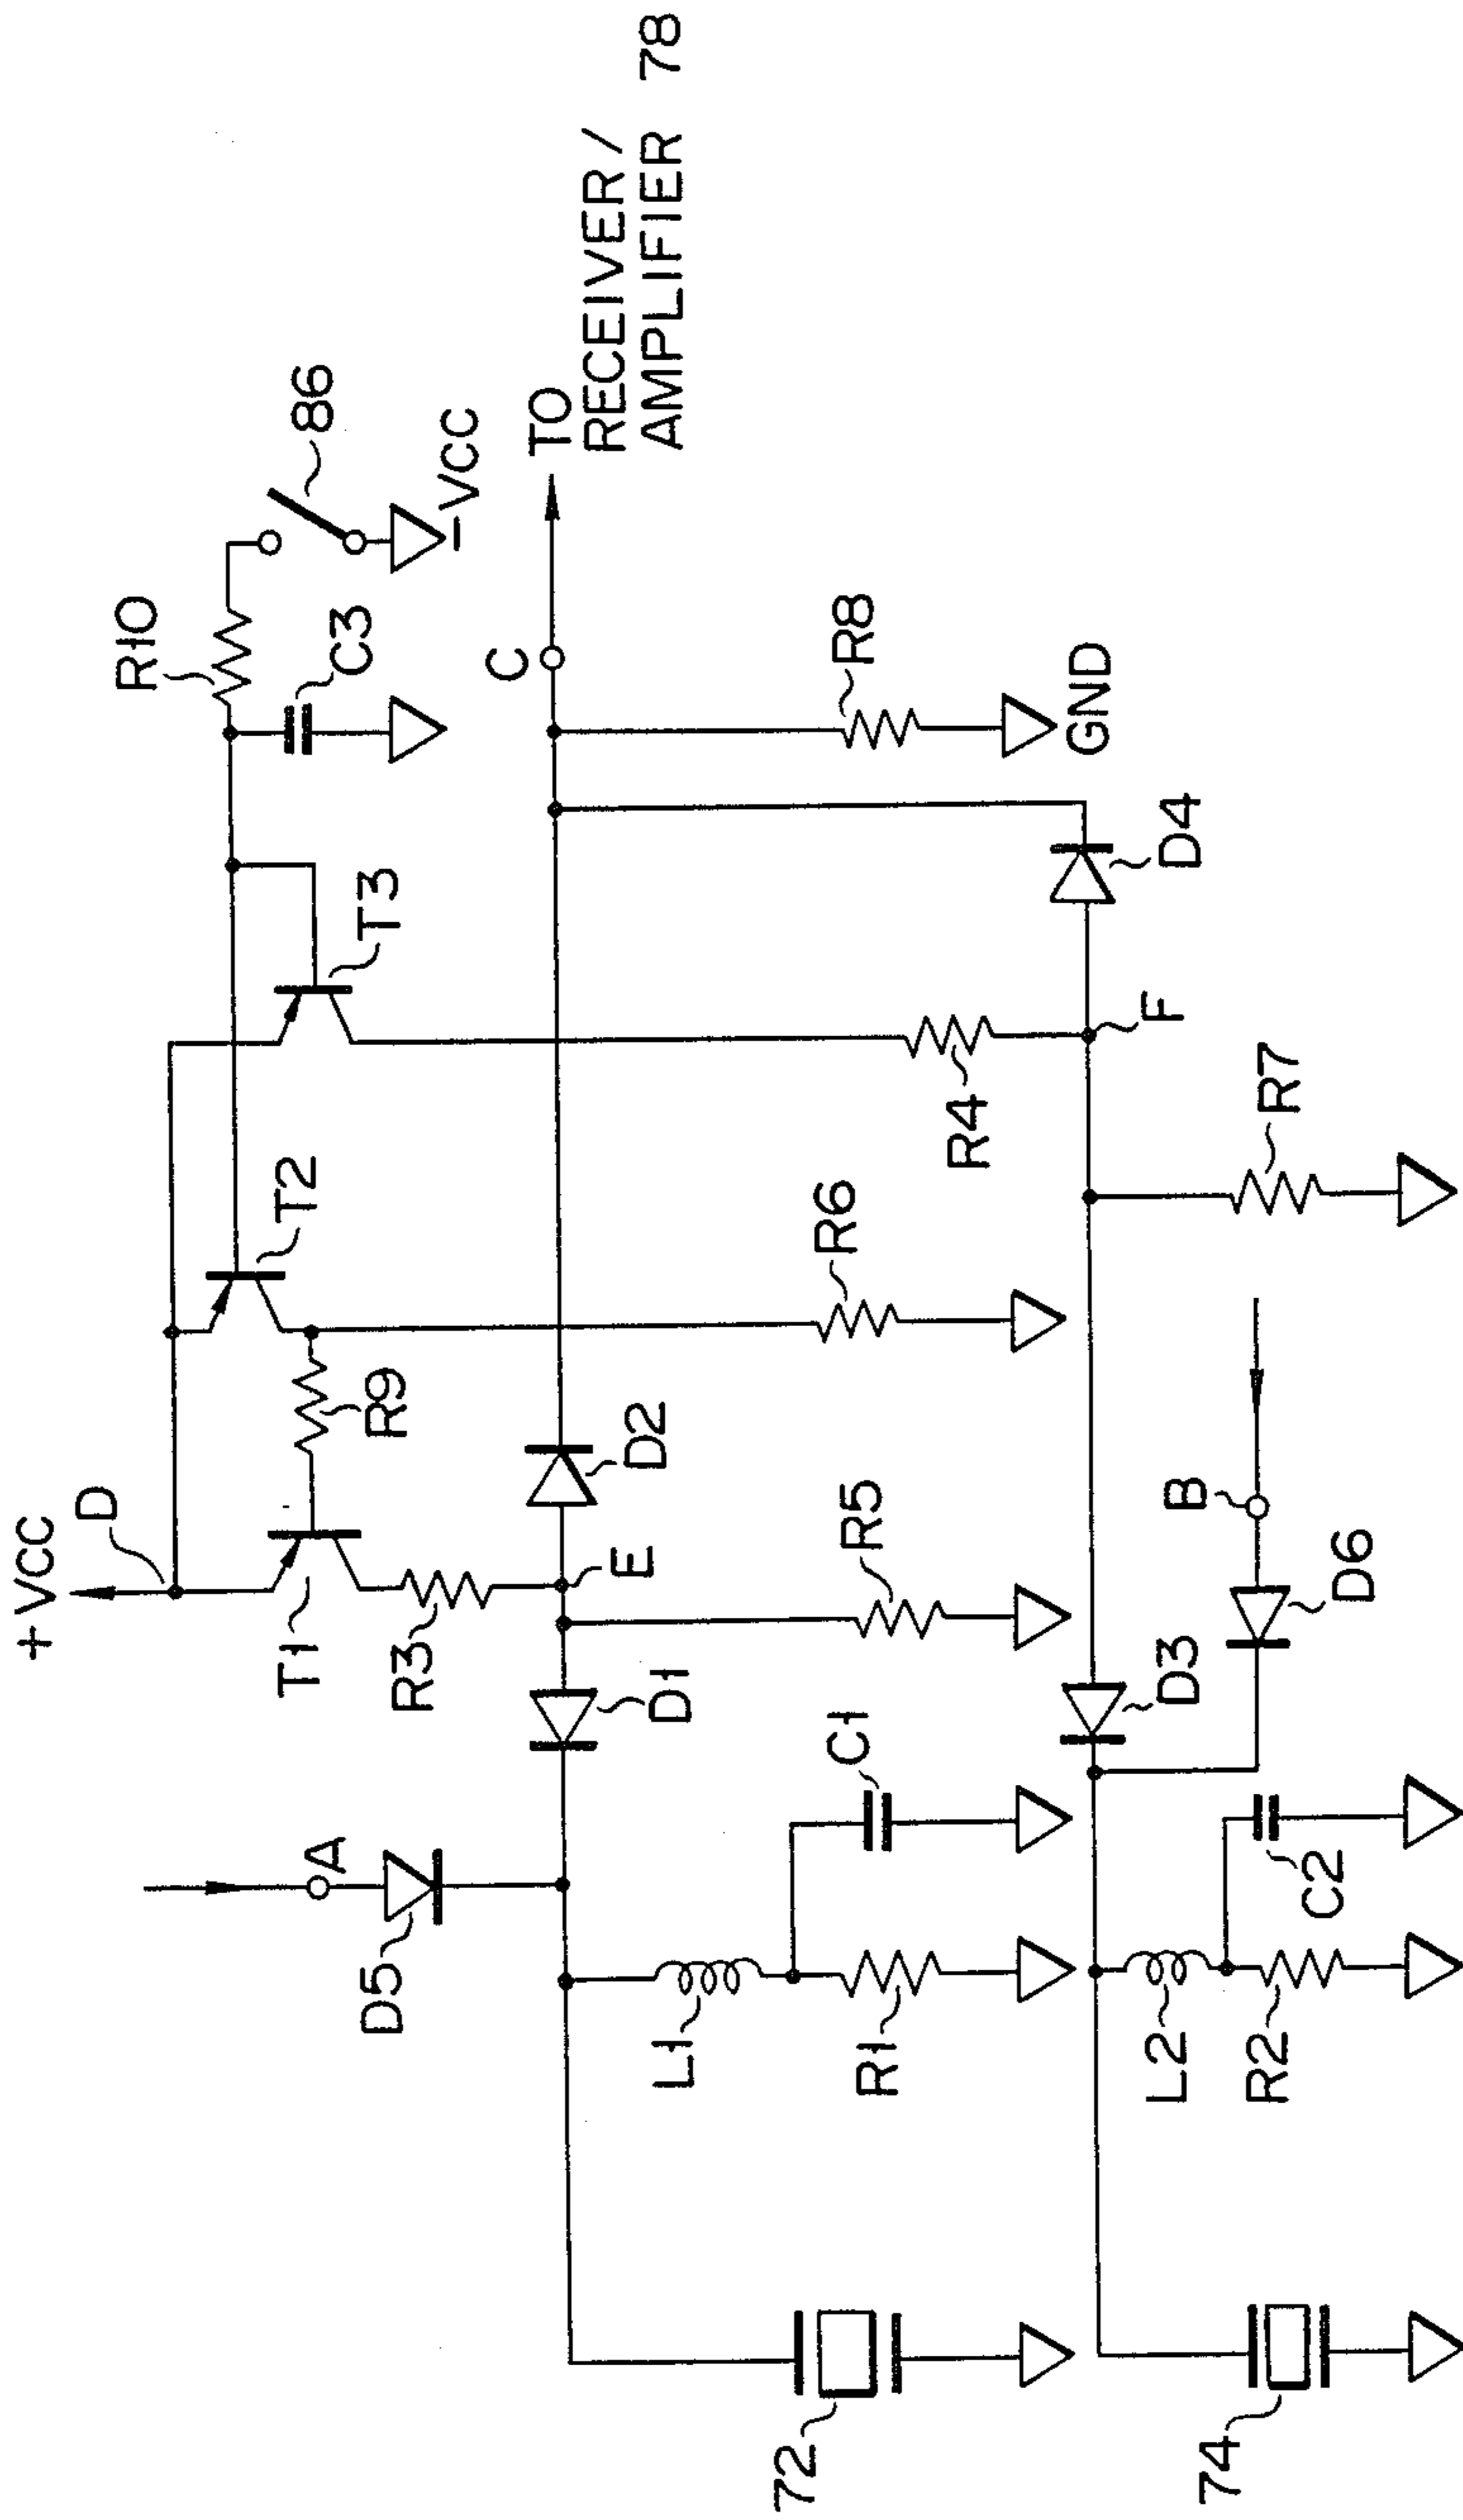 +VCC
D
T1
R3
R9
T2
T3
R10
C3
86
-VCC
A
D5
D1
E
D2
C
TO
RECEIVER/
AMPLIFIER 78
L1
C1
R1
R5
R6
R4
R8
GND
72
D3
F
D4
B
D6
R7
L2
R2
C2
74